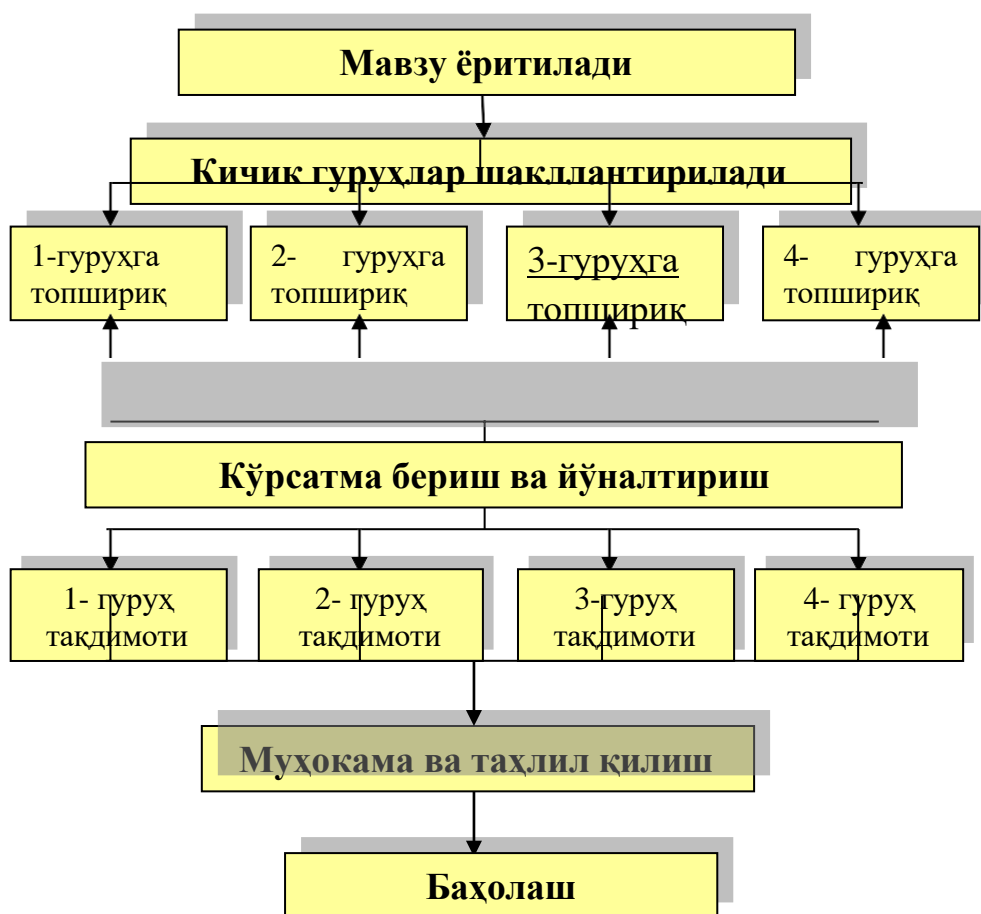 Мавзу ёритилади
Кичик гуруҳлар шакллантирилади
1-гуруҳга
топшириқ
2- гуруҳга
топшириқ
3-гуруҳга
топшириқ
4- гуруҳга
топшириқ
Кўрсатма бериш ва йўналтириш
1- гуруҳ
тақдимоти
2- гуруҳ
тақдимоти
3-гуруҳ
тақдимоти
4- гуруҳ
тақдимоти
Муҳокама ва таҳлил қилиш
Баҳолаш